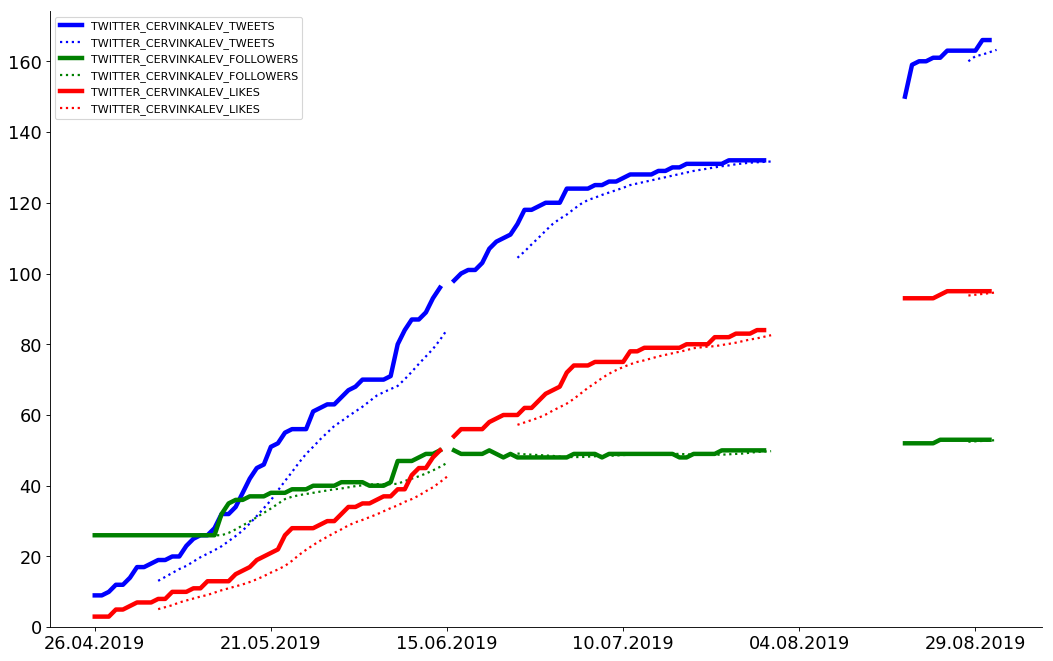 TWITTER_CERVINKALEV_TWEETS
TWITTER_CERVINKALEV_TWEETS
TWITTER_CERVINKALEV_FOLLOWERS
TWITTER_CERVINKALEV_FOLLOWERS
TWITTER_CERVINKALEV_LIKES
TWITTER_CERVINKALEV_LIKES
160
140
120
100
80
60
40
20
0
26.04.2019 21.05.2019 15.06.2019 10.07.2019 04.08.2019 29.08.2019